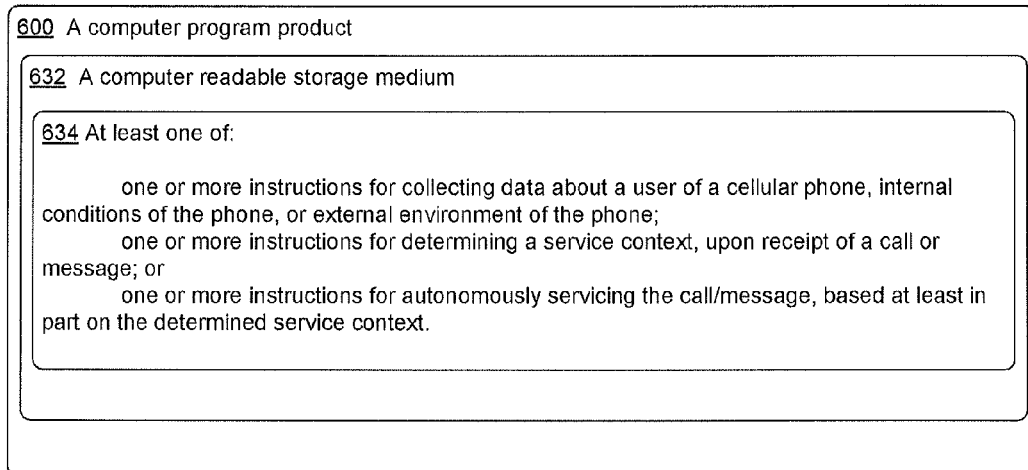 600 A computer program product
632 A computer readable storage medium
634 At least one of:
one or more instructions for collecting data about a user of a cellular phone, internal
conditions of the phone, or external environment of the phone;
one or more instructions for determining a service context, upon receipt of a call or
message; or
one or more instructions for autonomously servicing the call/message, based at least in
part on the determined service context.